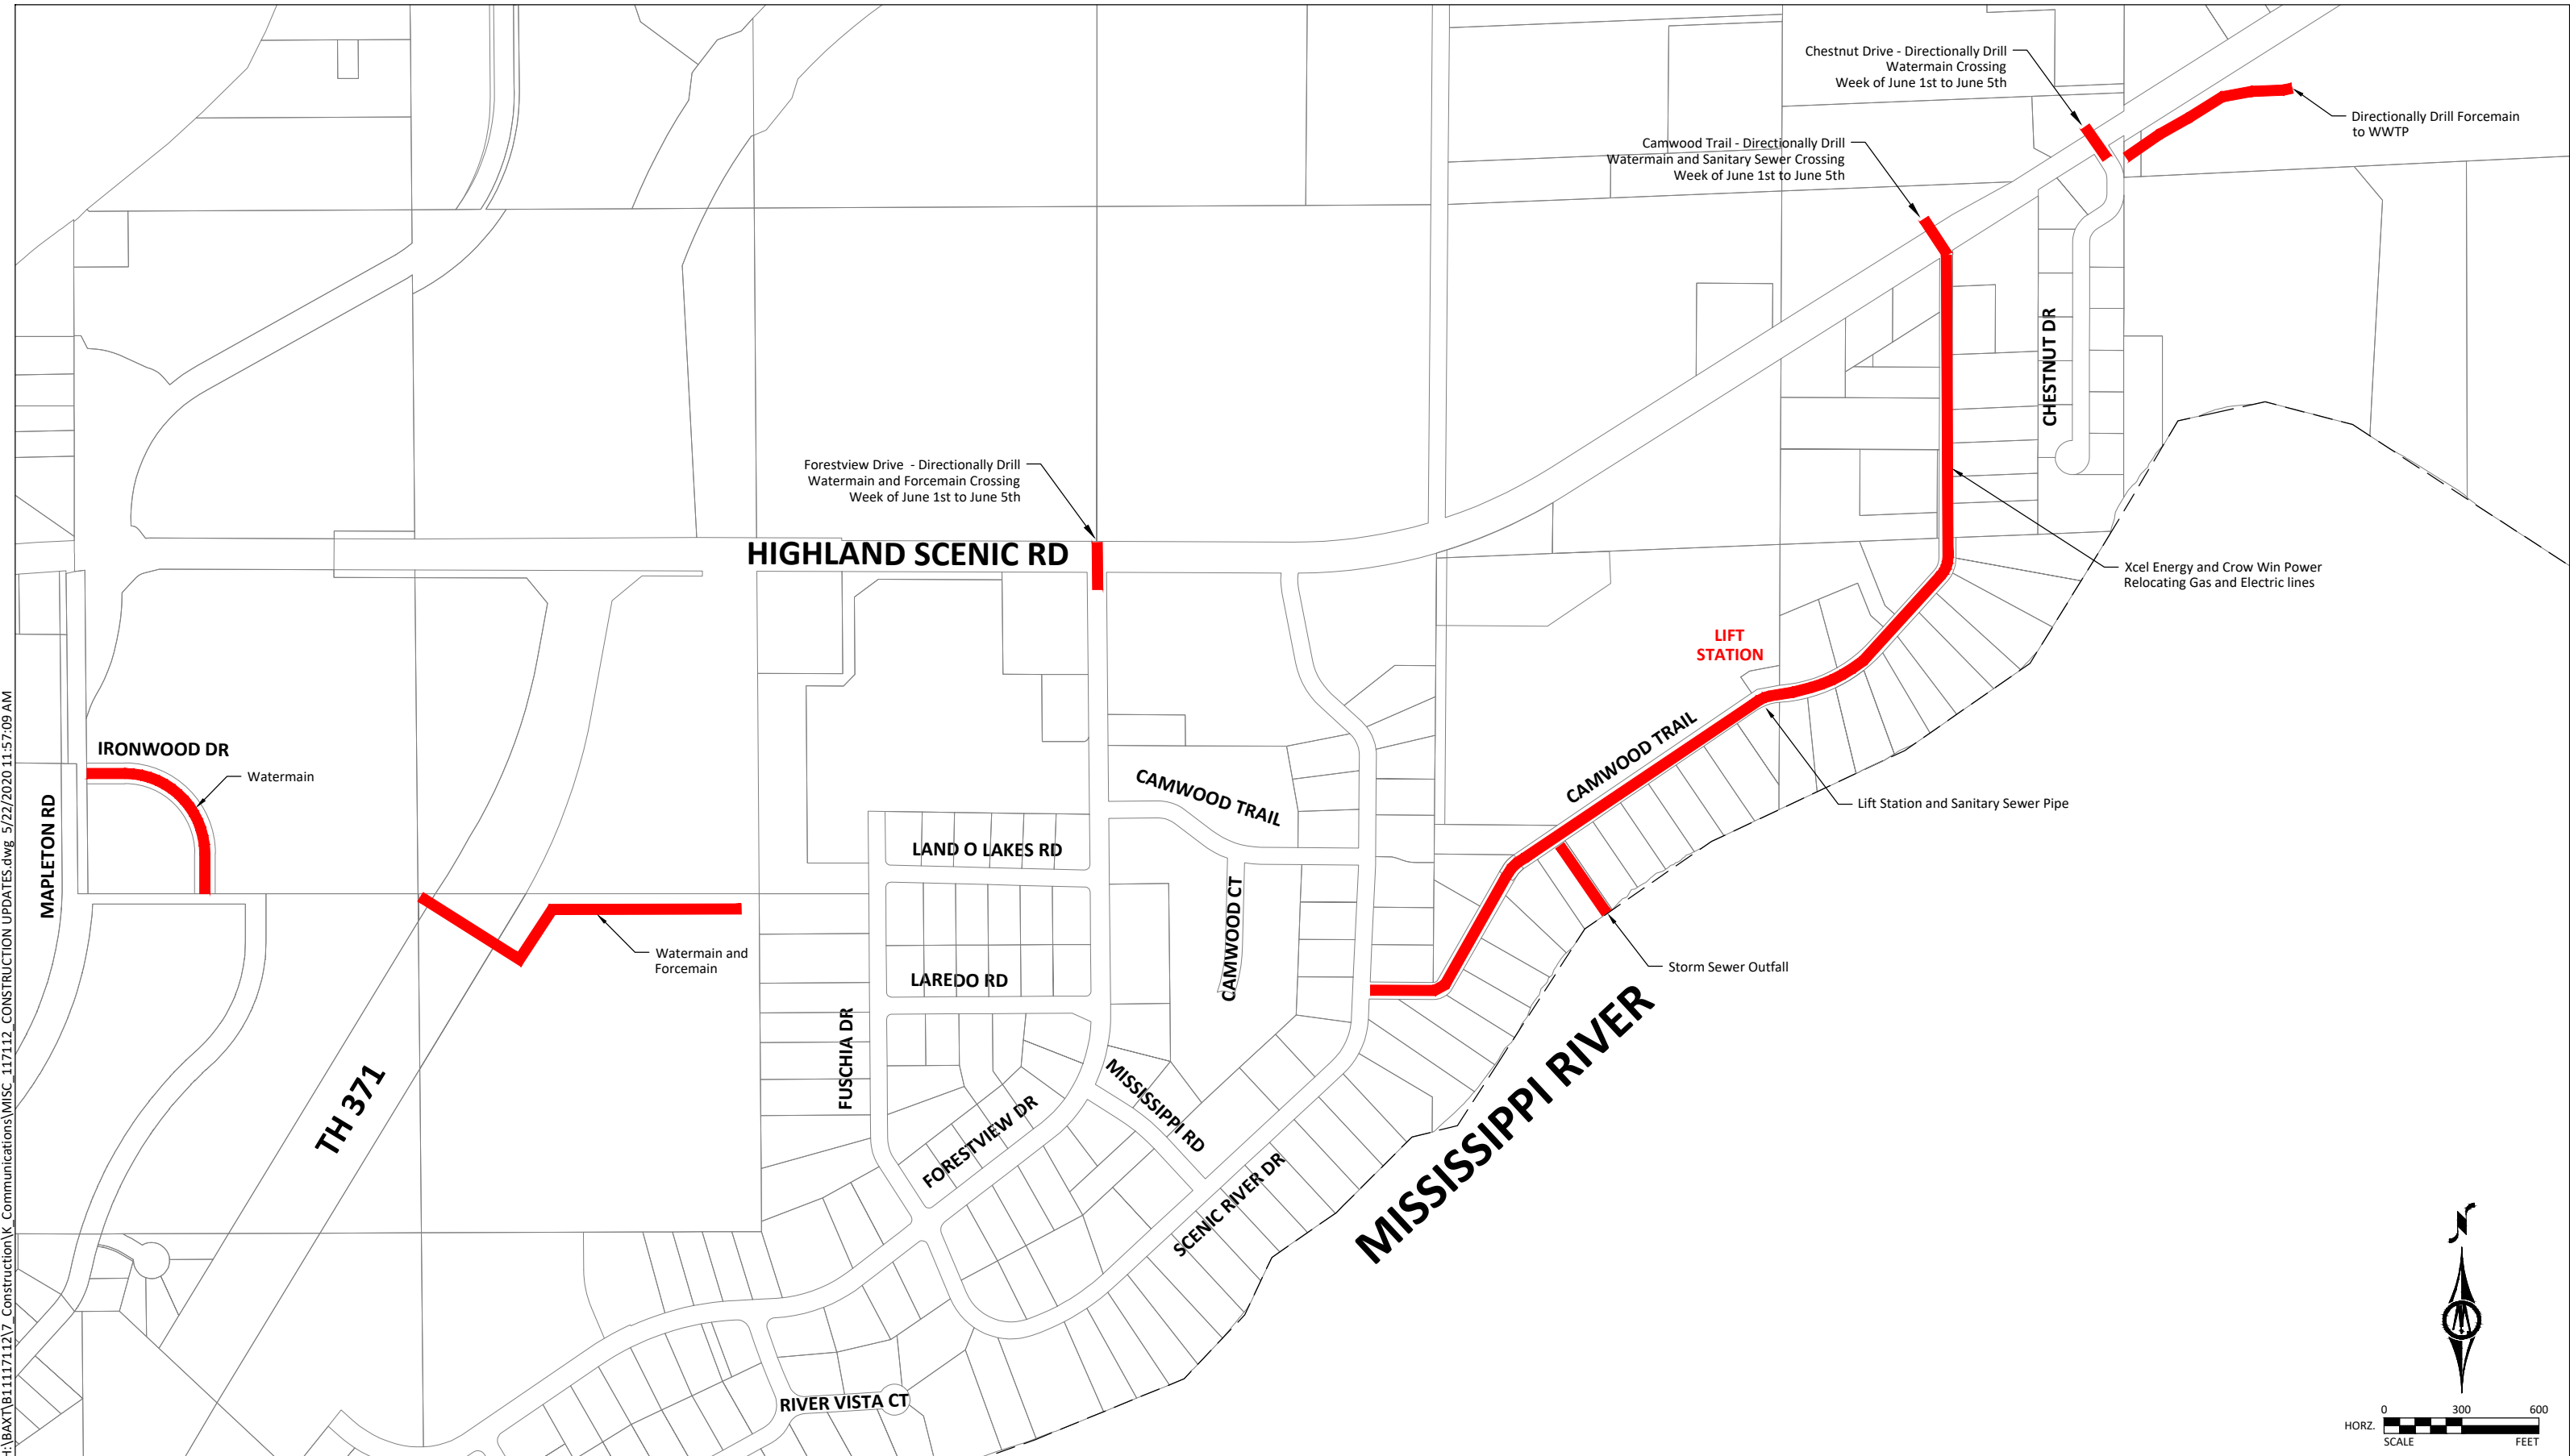 Chestnut Drive - Directionally Drill
Watermain Crossing
Week of June 1st to June 5th
Directionally Drill Forcemain
to WWTP
Camwood Trail - Directionally Drill
Watermain and Sanitary Sewer Crossing
Week of June 1st to June 5th
CHESTNUT DR
Forestview Drive - Directionally Drill
Watermain and Forcemain Crossing
Week of June 1st to June 5th
HIGHLAND SCENIC RD
Xcel Energy and Crow Win Power
Relocating Gas and Electric lines
LIFT
STATION
IRONWOOD DR
Watermain
MAPLETON RD
CAMWOOD TRAIL
CAMWOOD TRAIL
Lift Station and Sanitary Sewer Pipe
LAND O LAKES RD
CAMWOOD CT
Watermain and
Forcemain
Storm Sewer Outfall
LAREDO RD
FUSCHIA DR
MISSISSIPPI RIVER
TH 371
MISSISSIPPI RD
FORESTVIEW DR
SCENIC RIVER DR
RIVER VISTA CT
N
0 300 600
HORZ.
SCALE FEET
H:\BAXT\B11117112\7_Construction\K_Communications\MISC_117112_CONSTRUCTION UPDATES.dwg 5/22/2020 11:57:09 AM